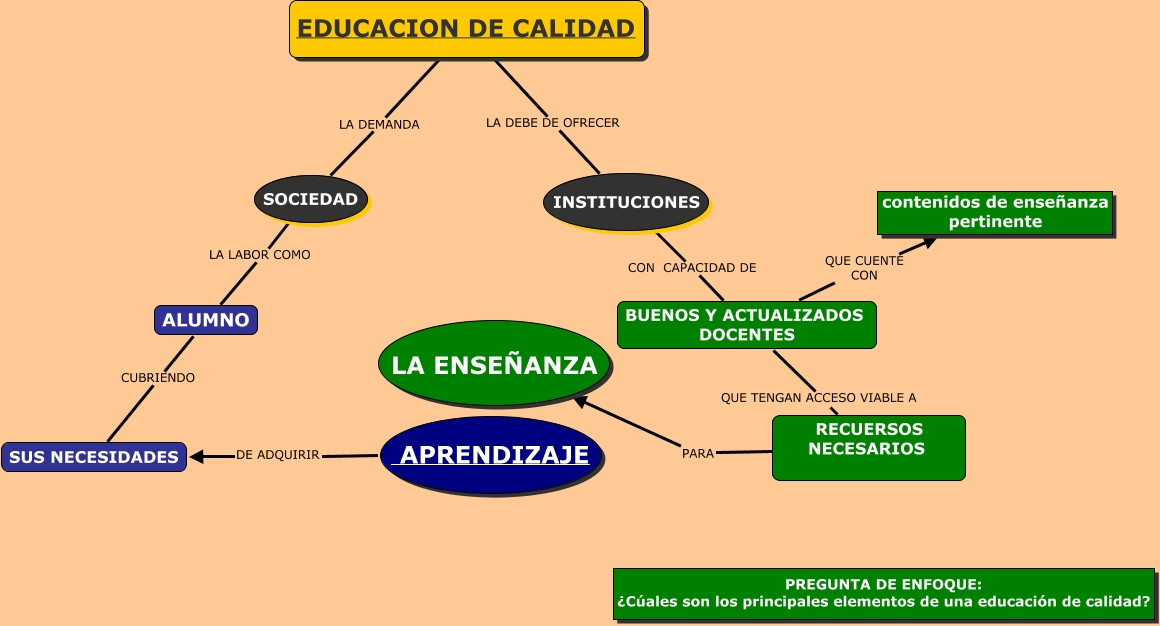 EDUCACION DE CALIDAD
LA DEMANDA
LA DEBE DE OFRECER
SOCIEDAD
INSTITUCIONES
contenidos de enseñanza
pertinente
LA LABOR COMO
CON CAPACIDAD DE
QUE CUENTE
CON
ALUMNO
BUENOS Y ACTUALIZADOS
DOCENTES
LA ENSEÑANZA
CUBRIENDO
QUE TENGAN ACCESO VIABLE A
RECUERSOS
NECESARIOS
SUS NECESIDADES
DE ADQUIRIR
APRENDIZAJE
PARA
PREGUNTA DE ENFOQUE:
¿Cúales son los principales elementos de una educación de calidad?